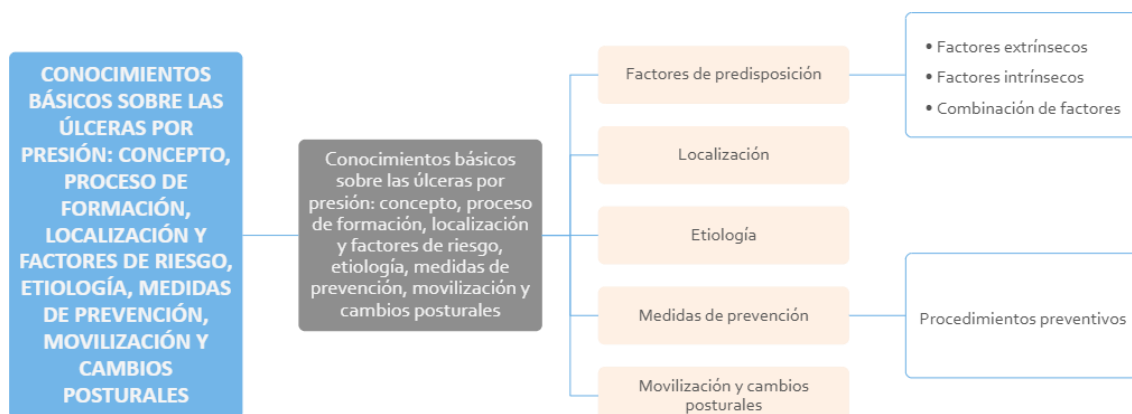 CONOCIMIENTOS
BÁSICOS SOBRE LAS
ÚLCERAS POR
PRESIÓN: CONCEPTO,
PROCESO DE
FORMACIÓN,
LOCALIZACIÓN Y
FACTORES DE RIESGO,
ETIOLOGÍA, MEDIDAS
DE PREVENCIÓN,
MOVILIZACIÓN Y
CAMBIOS
POSTURALES
Conocimientos básicos
sobre las úlceras por
presión: concepto, proceso
de formación, localización
y factores de riesgo,
etiología, medidas de
prevención, movilización y
cambios posturales
Factores de predisposición
• Factores extrínsecos
• Factores intrínsecos
• Combinación de factores
Localización
Etiología
Medidas de prevención
Procedimientos preventivos
Movilización y cambios
posturales